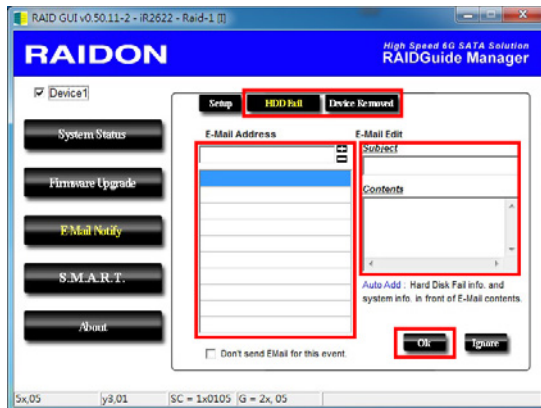 RAID GUI v0.50.11-2 - iR2622 - Raid-1 [I]
RAIDON
High Speed 6G SATA Solution
RAIDGuide Manager
Device1
System Status
Firmware Upgrade
E-Mail Notify
S.M.A.R.T.
About
Setup
HDD Fail
Device Removed
E-Mail Address
E-Mail Edit
Subject
Contents
Auto Add : Hard Disk Fail info. and
system info. in front of E-Mail contents.
Don't send EMail for this event.
Ok
Ignore
5x,05
y3,01
SC = 1x0105
G = 2x, 05